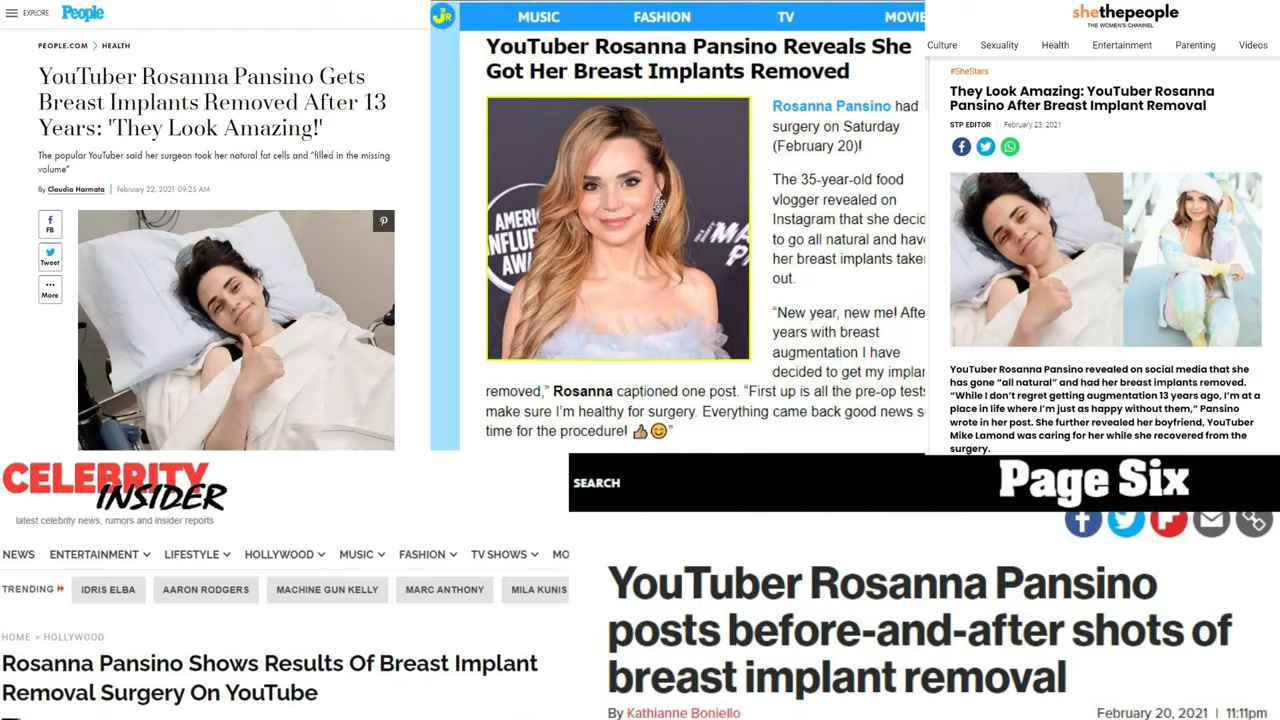 EXPLORE People
PEOPLE.COM > HEALTH
YouTuber Rosanna Pansino Gets
Breast Implants Removed After 13
Years: 'They Look Amazing!'
The popular YouTuber said her surgeon took her natural fat cells and "filled in the missing
volume"
By Claudia Harmata | February 22, 2021 09:25 AM
FB
Tweet
More
JR
MUSIC FASHION TV MOVIE
YouTuber Rosanna Pansino Reveals She
Got Her Breast Implants Removed
AMERI
INFLU
AWA
Rosanna Pansino had
surgery on Saturday
(February 20)!
The 35-year-old food
vlogger revealed on
Instagram that she decid
to go all natural and have
her breast implants take
out.
“New year, new me! Afte
years with breast
augmentation I have
decided to get my implan
removed,” Rosanna captioned one post. “First up is all the pre-op tests
make sure I’m healthy for surgery. Everything came back good news s
time for the procedure! 👍😊”
shethepeople
THE WOMEN'S CHANNEL
Culture Sexuality Health Entertainment Parenting Videos
#SheStars
They Look Amazing: YouTuber Rosanna
Pansino After Breast Implant Removal
STP EDITOR | February 23, 2021
YouTuber Rosanna Pansino revealed on social media that she
has gone “all natural” and had her breast implants removed.
“While I don’t regret getting augmentation 13 years ago, I’m at a
place in life where I’m just as happy without them,” Pansino
wrote in her post. She further revealed her boyfriend, YouTuber
Mike Lamond was caring for her while she recovered from the
surgery.
CELEBRITY
INSIDER
latest celebrity news, rumors and insider reports
NEWS ENTERTAINMENT LIFESTYLE HOLLYWOOD MUSIC FASHION TV SHOWS MO
TRENDING IDRIS ELBA AARON RODGERS MACHINE GUN KELLY MARC ANTHONY MILA KUNIS
HOME » HOLLYWOOD
Rosanna Pansino Shows Results Of Breast Implant
Removal Surgery On YouTube
SEARCH Page Six
YouTuber Rosanna Pansino
posts before-and-after shots of
breast implant removal
By Kathianne Boniello February 20, 2021 | 11:11pm